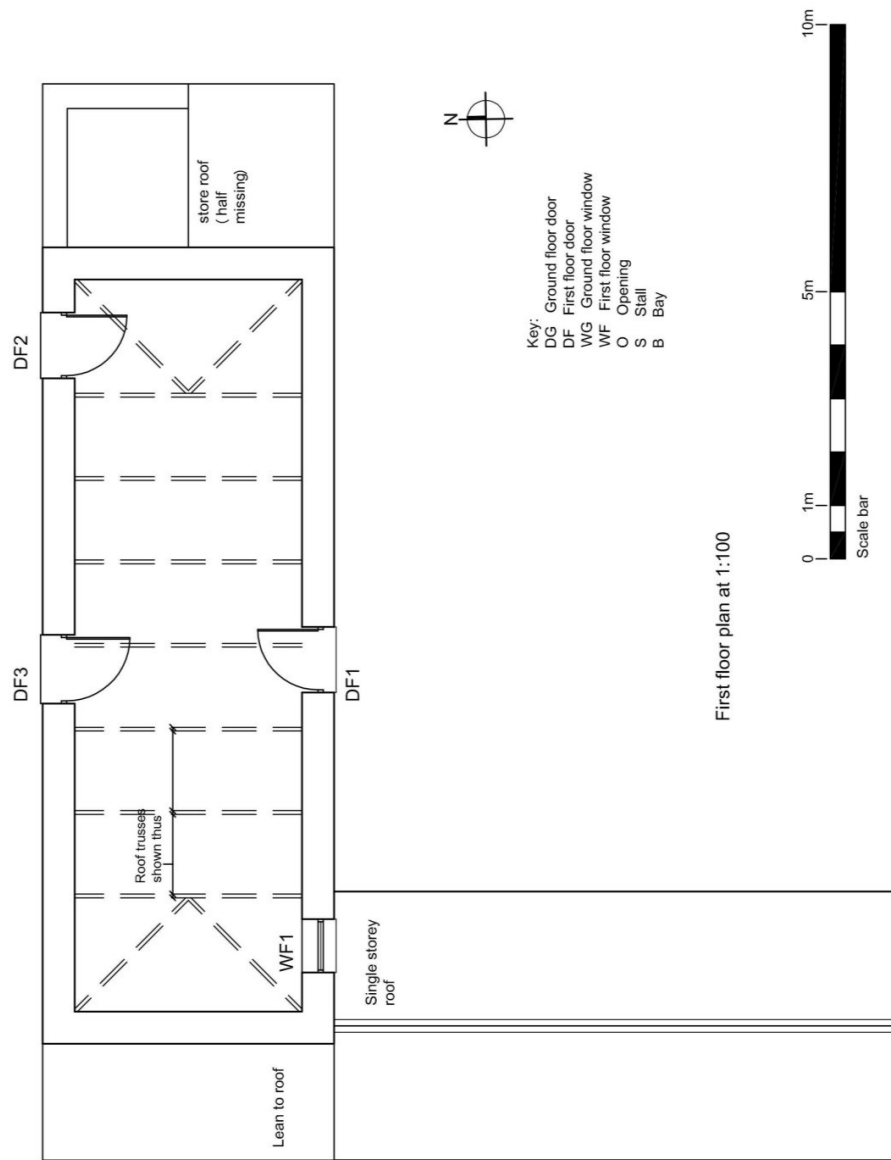 DF2
DF3
DF1
WF1
store roof
( half
missing)
Roof trusses
shown thus
Single storey
roof
Lean to roof
N
Key:
DG Ground floor door
DF First floor door
WG Ground floor window
WF First floor window
O Opening
S Stall
B Bay
First floor plan at 1:100
0 1m 5m 10m
Scale bar